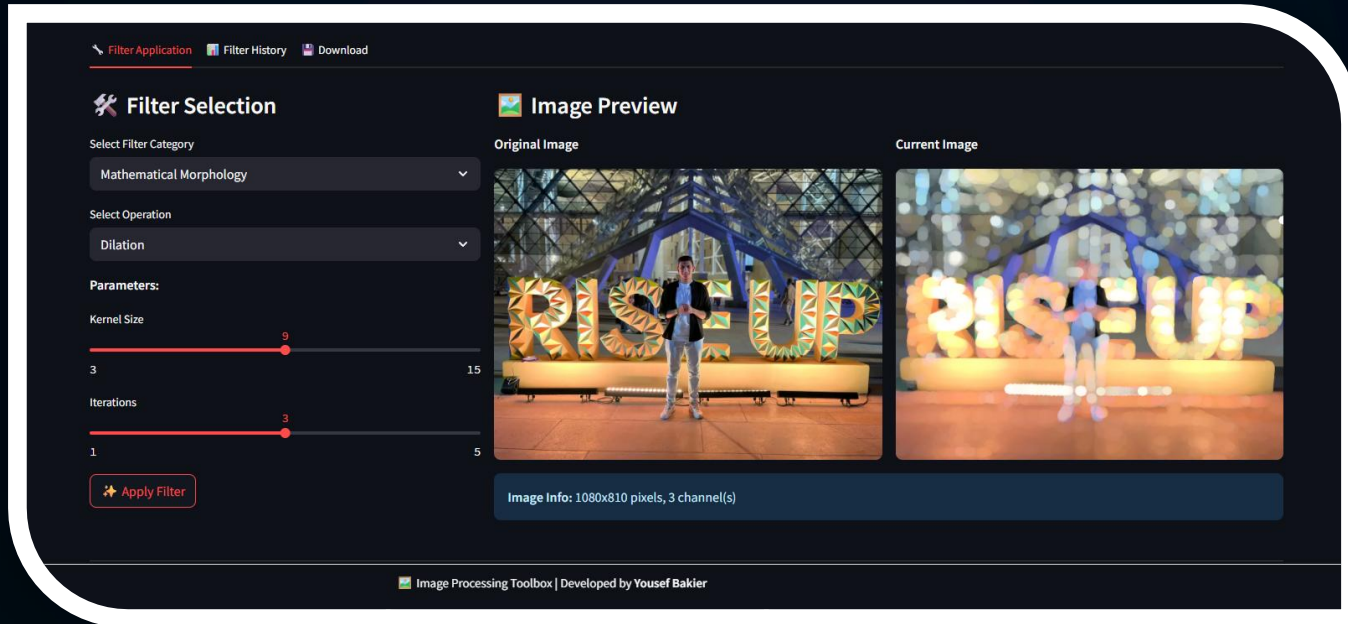 Filter Application Filter History Download
Filter Selection
Select Filter Category
Mathematical Morphology
Select Operation
Dilation
Parameters:
Kernel Size
9
3 15
Iterations
3
1 5
Apply Filter
Image Preview
Original Image
RISEUP
Current Image
RISEUP
Image Info: 1080x810 pixels, 3 channel(s)
Image Processing Toolbox | Developed by Yousef Bakier